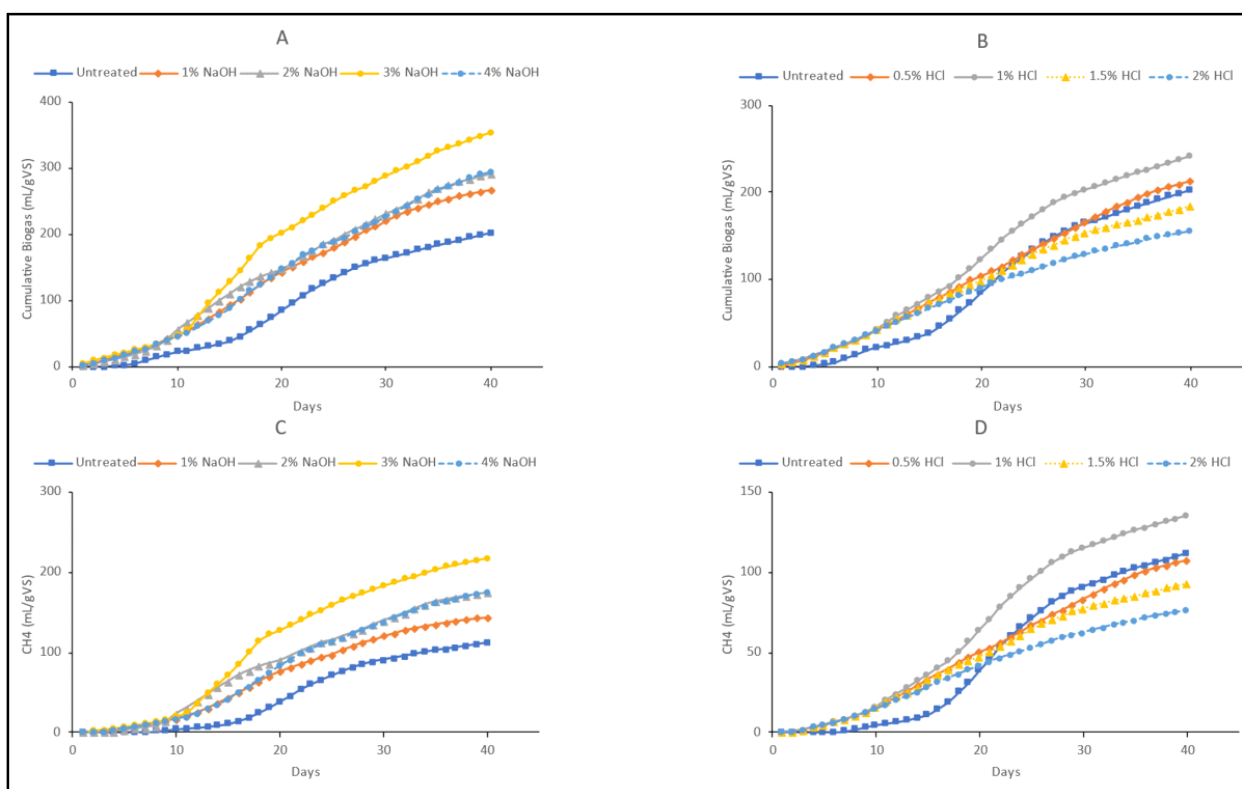 A
Untreated 1% NaOH 2% NaOH 3% NaOH 4% NaOH
Cumulative Biogas (mL/gVS)
400
300
200
100
0
0 10 20 30 40
Days
B
Untreated 0.5% HCl 1% HCl 1.5% HCl 2% HCl
Cumulative Biogas (mL/gVS)
300
200
100
0
0 10 20 30 40
Days
C
Untreated 1% NaOH 2% NaOH 3% NaOH 4% NaOH
CH4 (mL/gVS)
300
200
100
0
0 10 20 30 40
Days
D
Untreated 0.5% HCl 1% HCl 1.5% HCl 2% HCl
CH4 (mL/gVS)
150
100
50
0
0 10 20 30 40
Days